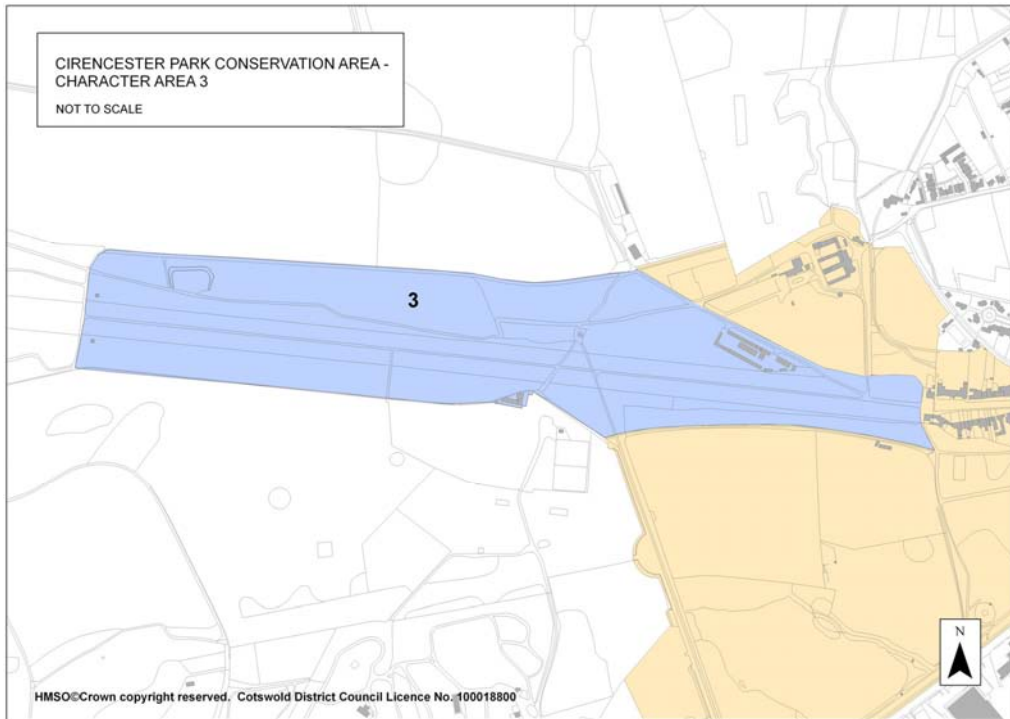 CIRENCESTER PARK CONSERVATION AREA -
CHARACTER AREA 3
NOT TO SCALE
3
N
HMSO©Crown copyright reserved. Cotswold District Council Licence No. 100018800